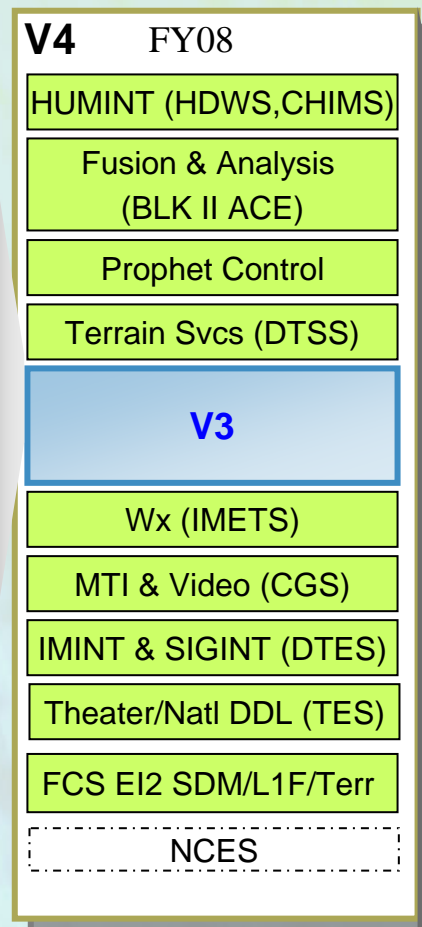 V4 FY08
HUMINT (HDWS,CHIMS)
Fusion & Analysis
(BLK II ACE)
Prophet Control
Terrain Svcs (DTSS)
V3
Wx (IMETS)
MTI & Video (CGS)
IMINT & SIGINT (DTES)
Theater/Natl DDL (TES)
FCS EI2 SDM/L1F/Terr
NCES